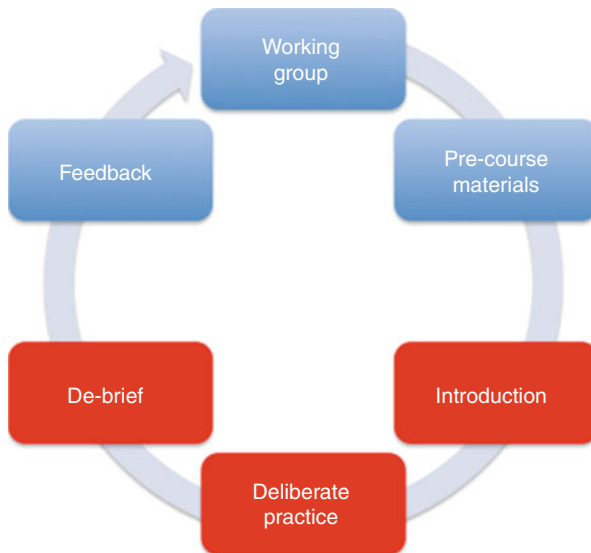 Working
group
Pre-course
materials
Introduction
Deliberate
practice
De-brief
Feedback